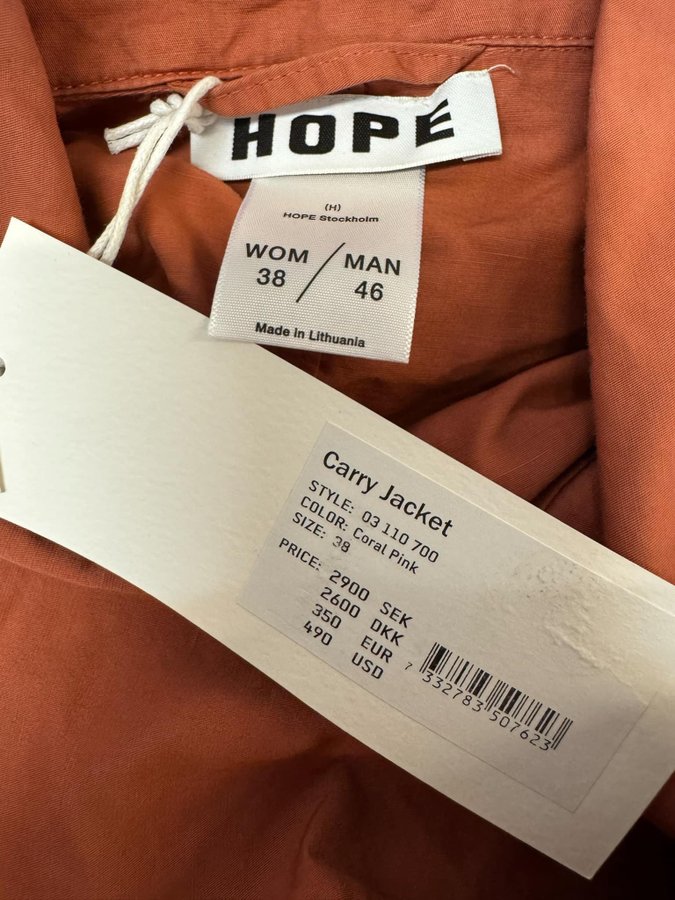 HOPE
(H)
HOPE Stockholm
WOM / MAN
38 46
Made in Lithuania
Carry Jacket
STYLE: 03 110 700
COLOR: Coral Pink
SIZE: 38
PRICE: 2900 SEK
2600 DKK
350 EUR
490 USD
7 332783 507623